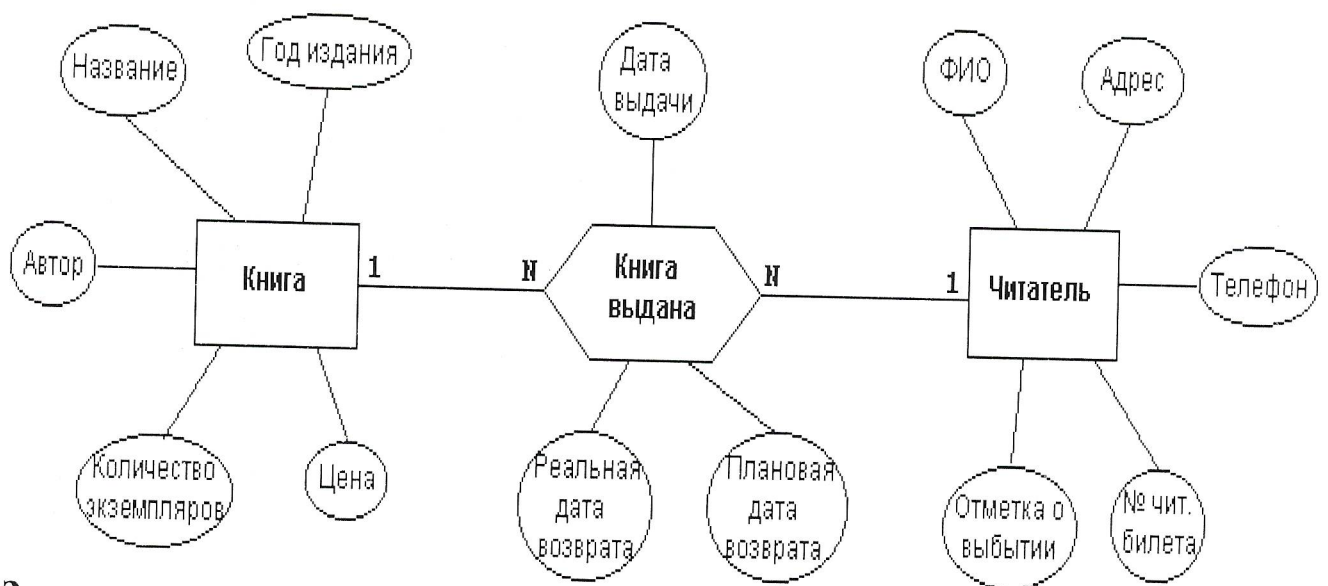 Название
Год издания
Дата
выдачи
ФИО
Адрес
Автор
Книга
1
N
Книга
выдана
N
1
Читатель
Телефон
Количество
экземпляров
Цена
Реальная
дата
возврата
Плановая
дата
возврата
Отметка о
выбытии
№ чит.
билета